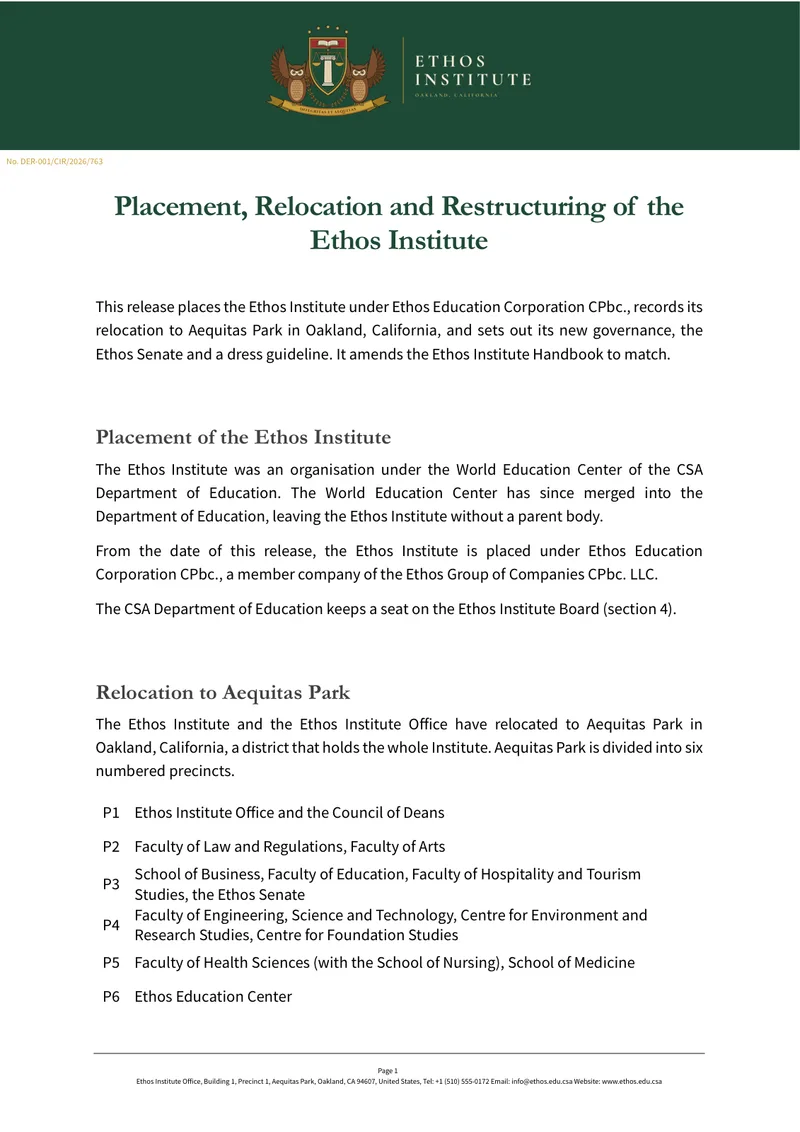 ETHOS
INSTITUTE
OAKLAND, CALIFORNIA
No. DER-001/CIR/2026/763
Placement, Relocation and Restructuring of the
Ethos Institute
This release places the Ethos Institute under Ethos Education Corporation CPbc., records its
relocation to Aequitas Park in Oakland, California, and sets out its new governance, the
Ethos Senate and a dress guideline. It amends the Ethos Institute Handbook to match.
Placement of the Ethos Institute
The Ethos Institute was an organisation under the World Education Center of the CSA
Department of Education. The World Education Center has since merged into the
Department of Education, leaving the Ethos Institute without a parent body.
From the date of this release, the Ethos Institute is placed under Ethos Education
Corporation CPbc., a member company of the Ethos Group of Companies CPbc. LLC.
The CSA Department of Education keeps a seat on the Ethos Institute Board (section 4).
Relocation to Aequitas Park
The Ethos Institute and the Ethos Institute Office have relocated to Aequitas Park in
Oakland, California, a district that holds the whole Institute. Aequitas Park is divided into six
numbered precincts.
P1 Ethos Institute Office and the Council of Deans
P2 Faculty of Law and Regulations, Faculty of Arts
P3 School of Business, Faculty of Education, Faculty of Hospitality and Tourism
Studies, the Ethos Senate
P4 Faculty of Engineering, Science and Technology, Centre for Environment and
Research Studies, Centre for Foundation Studies
P5 Faculty of Health Sciences (with the School of Nursing), School of Medicine
P6 Ethos Education Center
Page 1
Ethos Institute Office, Building 1, Precinct 1, Aequitas Park, Oakland, CA 94607, United States, Tel: +1 (510) 555-0172 Email: info@ethos.edu.csa Website: www.ethos.edu.csa